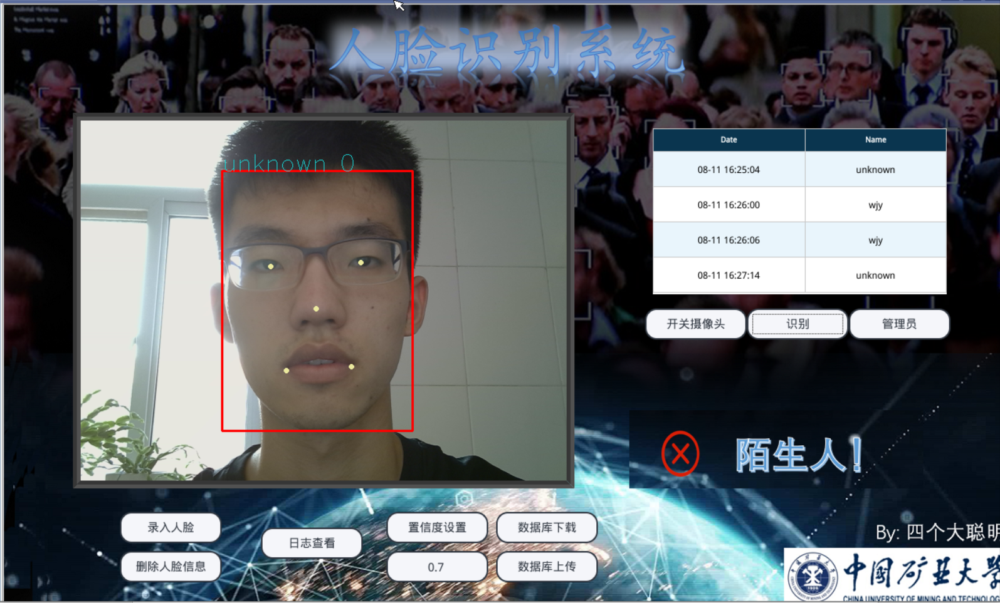 人脸识别系统
unknown 0
Date Name
08-11 16:25:04 unknown
08-11 16:26:00 wjy
08-11 16:26:06 wjy
08-11 16:27:14 unknown
开关摄像头 识别 管理员
陌生人!
录入人脸
删除人脸信息
日志查看
置信度设置 数据库下载
0.7 数据库上传
By: 四个大聪明
中国矿业大学
CHINA UNIVERSITY OF MINING AND TECHNOLOG